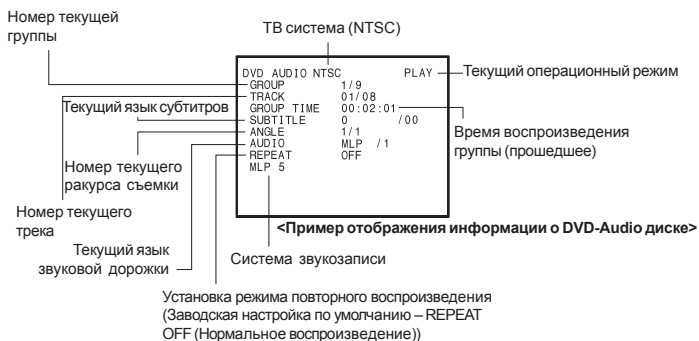 Номер текущей
группы
ТВ система (NTSC)
DVD AUDIO NTSC PLAY
GROUP 1/9
TRACK 01/08
GROUP TIME 00:02:01
SUBTITLE 0 /00
ANGLE 1/1
AUDIO MLP /1
REPEAT OFF
MLP 5
Текущий операционный режим
Текущий язык субтитров
Время воспроизведения
группы (прошедшее)
Номер текущего
ракурса съемки
Номер текущего
трека
<Пример отображения информации о DVD-Audio диске>
Текущий язык
звуковой дорожки
Система звукозаписи
Установка режима повторного воспроизведения
(Заводская настройка по умолчанию – REPEAT
OFF (Нормальное воспроизведение))